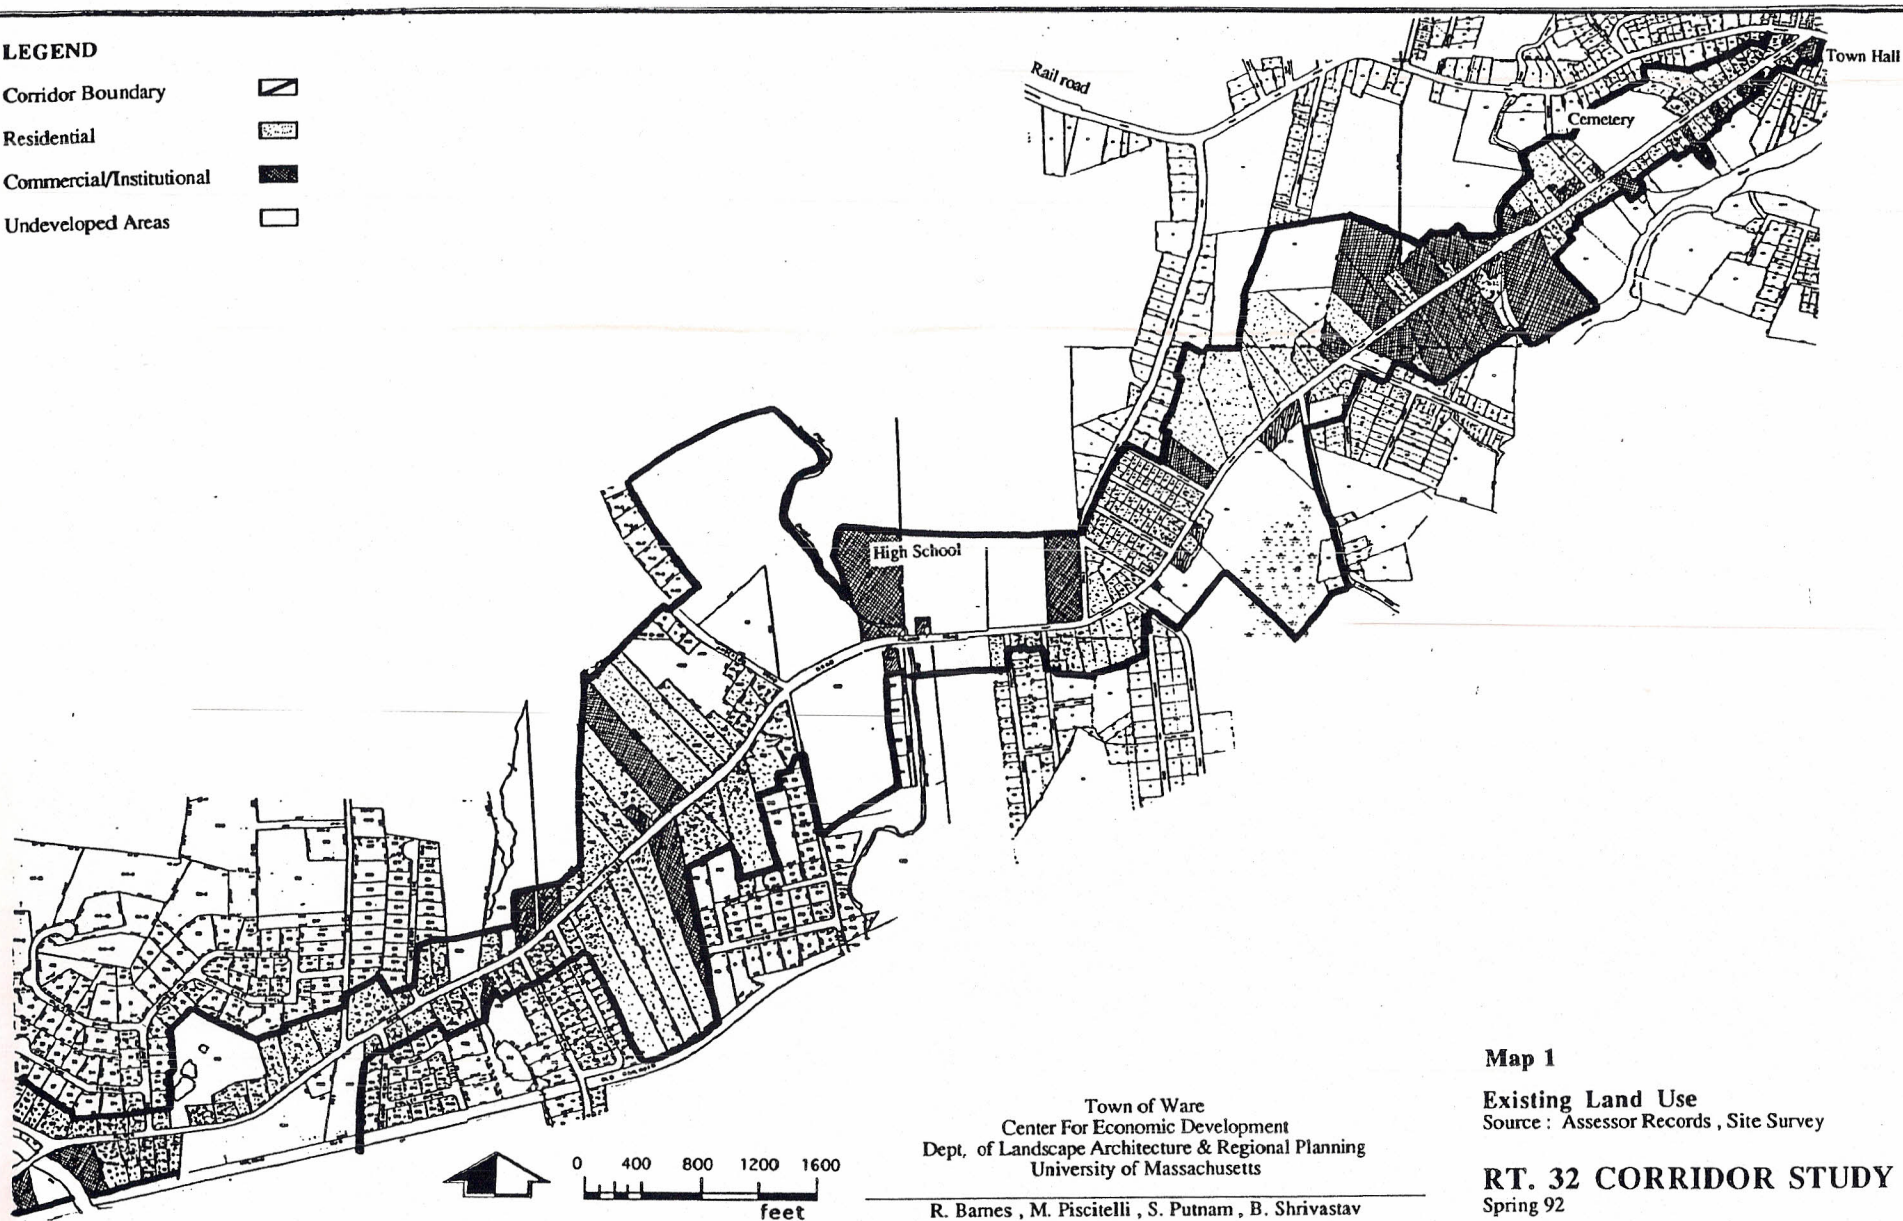 LEGEND
Corridor Boundary
Residential
Commercial/Institutional
Undeveloped Areas
Rail road
Town Hall
Cemetery
High School
0 400 800 1200 1600
feet
Town of Ware
Center For Economic Development
Dept, of Landscape Architecture & Regional Planning
University of Massachusetts
R. Barnes , M. Piscitelli , S. Putnam , B. Shrivastav
Map 1
Existing Land Use
Source : Assessor Records , Site Survey
RT. 32 CORRIDOR STUDY
Spring 92